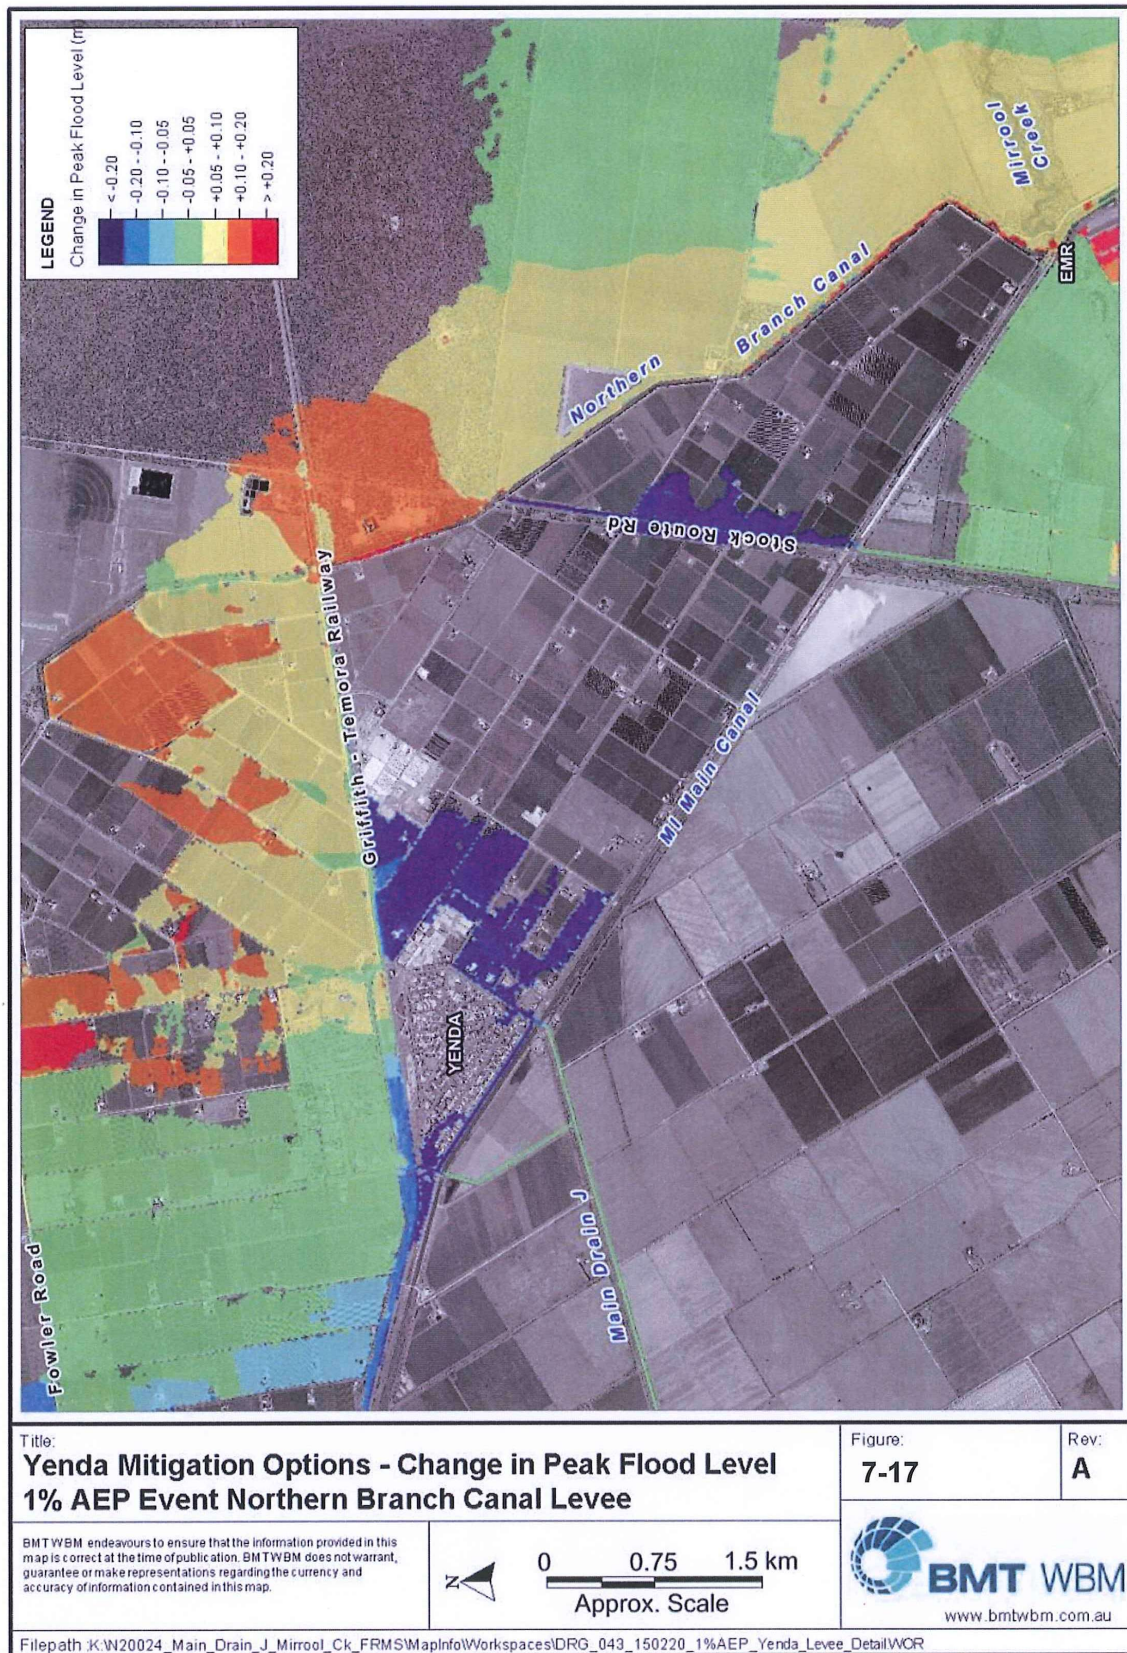 LEGEND
Change in Peak Flood Level (m
< -0.20
-0.20 - -0.10
-0.10 - -0.05
-0.05 - +0.05
+0.05 - +0.10
+0.10 - +0.20
> +0.20
Mirrool
Creek
EMR
Northern
Branch Canal
Stock Route Rd
Griffith - Temora Railway
MI Main Canal
YENDA
Main Drain J
Fowler Road
Title:
Yenda Mitigation Options - Change in Peak Flood Level
1% AEP Event Northern Branch Canal Levee
Figure:
7-17
Rev:
A
BMT WBM endeavours to ensure that the information provided in this
map is correct at the time of publication. BMT WBM does not warrant,
guarantee or make representations regarding the currency and
accuracy of information contained in this map.
N
0 0.75 1.5 km
Approx. Scale
BMT WBM
www.bmtwbm.com.au
Filepath :K:\N20024_Main_Drain_J_Mirrool_Ck_FRMS\MapInfo\Workspaces\DRG_043_150220_1%AEP_Yenda_Levee_Detail.WOR